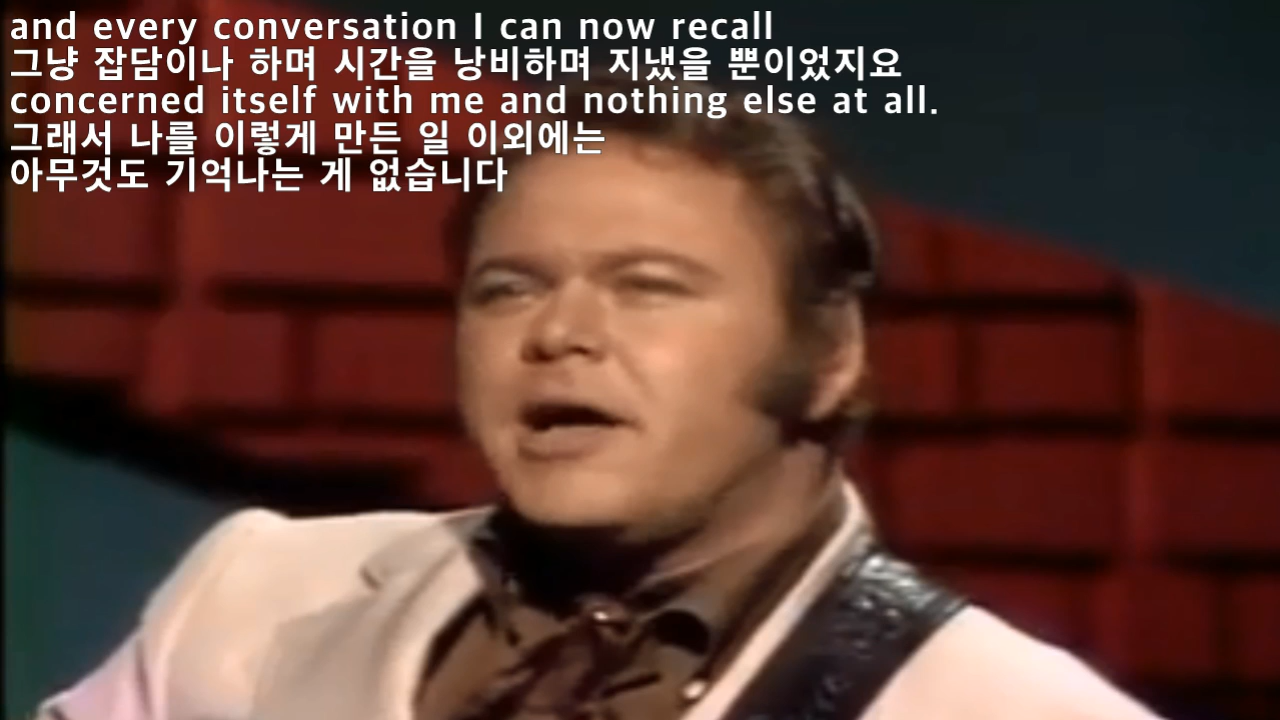 and every conversation I can now recall
그냥 잡담이나 하며 시간을 낭비하며 지냈을 뿐이었지요
concerned itself with me and nothing else at all.
그래서 나를 이렇게 만든 일 이외에는
아무것도 기억나는 게 없습니다